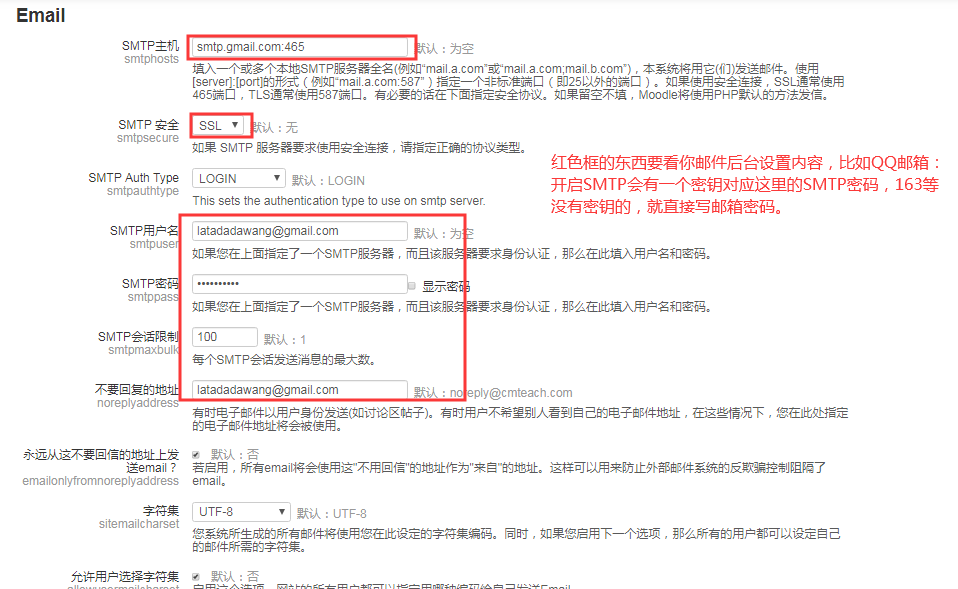 Email
SMTP主机
smtphosts
smtp.gmail.com:465
默认：为空
填入一个或多个本地SMTP服务器全名(例如“mail.a.com”或“mail.a.com;mail.b.com”)，本系统将用它(们)发送邮件。使用
[server]:[port]的形式（例如“mail.a.com:587”）指定一个非标准端口（即25以外的端口）。如果使用安全连接，SSL通常使用
465端口，TLS通常使用587端口。有必要的话在下面指定安全协议。如果留空不填，Moodle将使用PHP默认的方法发信。
SMTP 安全
smtpsecure
SSL
默认：无
如果 SMTP 服务器要求使用安全连接，请指定正确的协议类型。
SMTP Auth Type
smtpauthtype
LOGIN
默认：LOGIN
This sets the authentication type to use on smtp server.
红色框的东西要看你邮件后台设置内容，比如QQ邮箱：
开启SMTP会有一个密钥对应这里的SMTP密码，163等
没有密钥的，就直接写邮箱密码。
SMTP用户名
smtpuser
latadadawang@gmail.com
默认：为空
如果您在上面指定了一个SMTP服务器，而且该服务器要求身份认证，那么在此填入用户名和密码。
SMTP密码
smtppass
••••••••••
显示密码
如果您在上面指定了一个SMTP服务器，而且该服务器要求身份认证，那么在此填入用户名和密码。
SMTP会话限制
smtpmaxbulk
100
默认：1
每个SMTP会话发送消息的最大数。
不要回复的地址
noreplyaddress
latadadawang@gmail.com
默认：noreply@cmteach.com
有时电子邮件以用户身份发送(如讨论区帖子)。有时用户不希望别人看到自己的电子邮件地址，在这些情况下，您在此处指定
的电子邮件地址将会被使用。
永远从这不要回信的地址上发
送email？
emailonlyfromnoreplyaddress
默认：否
若启用，所有email将会使用这"不用回信"的地址作为"来自"的地址。这样可以用来防止外部邮件系统的反欺骗控制阻隔了
email。
字符集
sitemailcharset
UTF-8
默认：UTF-8
您系统所生成的所有邮件将使用您在此设定的字符集编码。同时，如果您启用下一个选项，那么所有的用户都可以设定自己
的邮件所需的字符集。
允许用户选择字符集
allowusermailcharset
默认：否
启用这个选项，网站的所有用户都可以指定用哪种编码给自己发送Email。